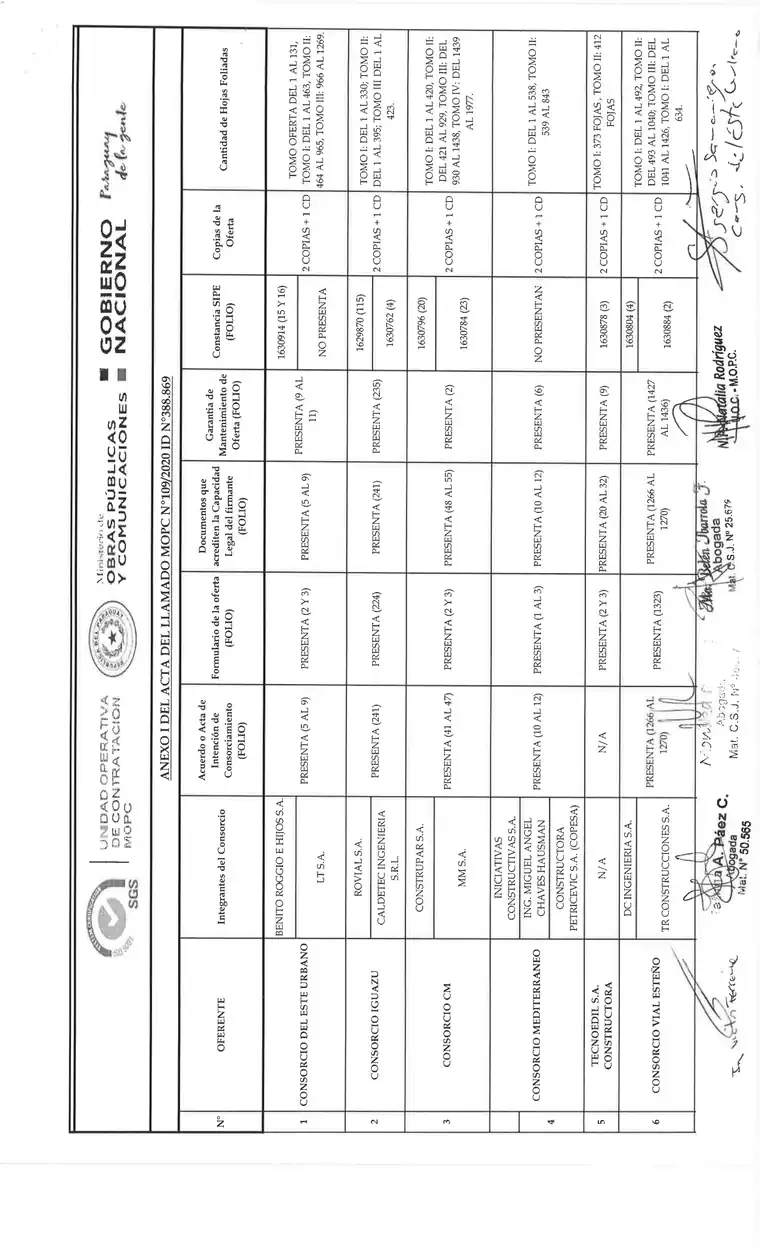 UNIDAD OPERATIVA
DE CONTRATACION
MOPC
SGS
ISO 9001
REPUBLICA DEL PARAGUAY
Ministerio de
OBRAS PÚBLICAS
Y COMUNICACIONES
GOBIERNO
NACIONAL
Paraguay
de la gente
ANEXO I DEL ACTA DEL LLAMADO MOPC N°109/2020 ID N°388.869
N°
OFERENTE
Integrantes del Consorcio
Acuerdo o Acta de
Intención de
Consorciamiento
(FOLIO)
Formulario de la oferta
(FOLIO)
Documentos que
acrediten la Capacidad
Legal del firmante
(FOLIO)
Garantia de
Mantenimiento de
Oferta (FOLIO)
Constancia SIPE
(FOLIO)
Copias de la
Oferta
Cantidad de Hojas Foliadas
1
CONSORCIO DEL ESTE URBANO
BENITO ROGGIO E HIJOS S.A.
LT S.A.
PRESENTA (5 AL 9)
PRESENTA (2 Y 3)
PRESENTA (5 AL 9)
PRESENTA (9 AL
11)
1630914 (15 Y 16)
NO PRESENTA
2 COPIAS + 1 CD
TOMO OFERTA DEL 1 AL 131,
TOMO I: DEL 1 AL 463, TOMO II:
464 AL 965, TOMO III: 966 AL 1269.
2
CONSORCIO IGUAZU
ROVIAL S.A.
CALDETEC INGENIERIA
S.R.L.
PRESENTA (241)
PRESENTA (224)
PRESENTA (241)
PRESENTA (235)
1629870 (115)
1630762 (4)
2 COPIAS + 1 CD
TOMO I: DEL 1 AL 330; TOMO II:
DEL 1 AL 395; TOMO III DEL 1 AL
423.
3
CONSORCIO CM
CONSTRUPAR S.A.
MM S.A.
PRESENTA (41 AL 47)
PRESENTA (2 Y 3)
PRESENTA (48 AL 55)
PRESENTA (2)
1630796 (20)
1630784 (23)
2 COPIAS + 1 CD
TOMO I: DEL 1 AL 420, TOMO II:
DEL 421 AL 929, TOMO III: DEL
930 AL 1438, TOMO IV: DEL 1439
AL 1977.
4
CONSORCIO MEDITERRANEO
INICIATIVAS
CONSTRUCTIVAS S.A.
ING. MIGUEL ANGEL
CHAVES HAUSMAN
CONSTRUCTORA
PETRICEVIC S.A. (COPESA)
PRESENTA (10 AL 12)
PRESENTA (1 AL 3)
PRESENTA (10 AL 12)
PRESENTA (6)
NO PRESENTAN
2 COPIAS + 1 CD
TOMO I: DEL 1 AL 538, TOMO II:
539 AL 843
5
TECNOEDIL S.A.
CONSTRUCTORA
N/A
N/A
PRESENTA (2 Y 3)
PRESENTA (20 AL 32)
PRESENTA (9)
1630878 (3)
2 COPIAS + 1 CD
TOMO I: 373 FOJAS, TOMO II: 412
FOJAS
6
CONSORCIO VIAL ESTEÑO
DC INGENIERIA S.A.
TR CONSTRUCCIONES S.A.
PRESENTA (1266 AL
1270)
PRESENTA (1323)
PRESENTA (1266 AL
1270)
PRESENTA (1427
AL 1436)
1630804 (4)
1630884 (2)
2 COPIAS + 1 CD
TOMO I: DEL 1 AL 492, TOMO II:
DEL 493 AL 1040; TOMO III: DEL
1041 AL 1426, TOMO I: DEL 1 AL
634.
A. Páez C.
Abogada
Mat. N° 50.565
Abogada
Mat. C.S.J. N°
Ma. Belén Ibarrola F.
Abogada
Mat. C.S.J. N° 25.679
Natalia Rodríguez
U.O.C. - M.O.P.C.
Sergio Samaniego
Cons. del Este Urbano